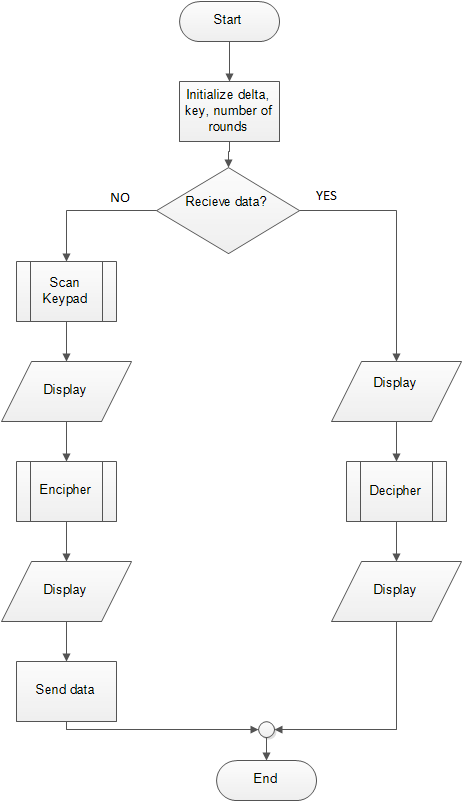 Start
Initialize delta,
key, number of
rounds
Recieve data?
NO
YES
Scan
Keypad
Display
Display
Encipher
Decipher
Display
Display
Send data
End